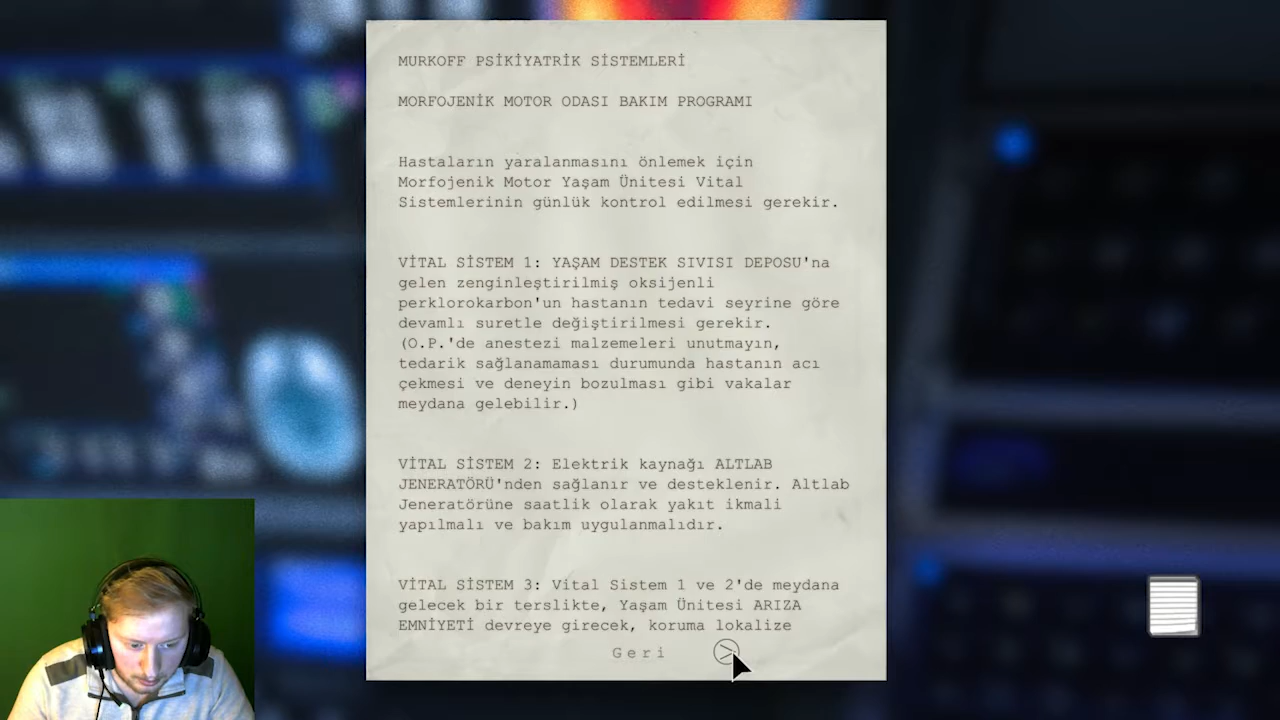 MURKOFF PSİKİYATRİK SİSTEMLERİ
MORFOJENİK MOTOR ODASI BAKIM PROGRAMI
Hastaların yaralanmasını önlemek için
Morfojenik Motor Yaşam Ünitesi Vital
Sistemlerinin günlük kontrol edilmesi gerekir.
VİTAL SİSTEM 1: YAŞAM DESTEK SIVISI DEPOSU'na
gelen zenginleştirilmiş oksijenli
perklorokarbon'un hastanın tedavi seyrine göre
devamlı suretle değiştirilmesi gerekir.
(O.P.'de anestezi malzemeleri unutmayın,
tedarik sağlanamaması durumunda hastanın acı
çekmesi ve deneyin bozulması gibi vakalar
meydana gelebilir.)
VİTAL SİSTEM 2: Elektrik kaynağı ALTLAB
JENERATÖRÜ'nden sağlanır ve desteklenir. Altlab
Jeneratörüne saatlik olarak yakıt ikmali
yapılmalı ve bakım uygulanmalıdır.
VİTAL SİSTEM 3: Vital Sistem 1 ve 2'de meydana
gelecek bir terslikte, Yaşam Ünitesi ARIZA
EMNİYETİ devreye girecek, koruma lokalize
Geri